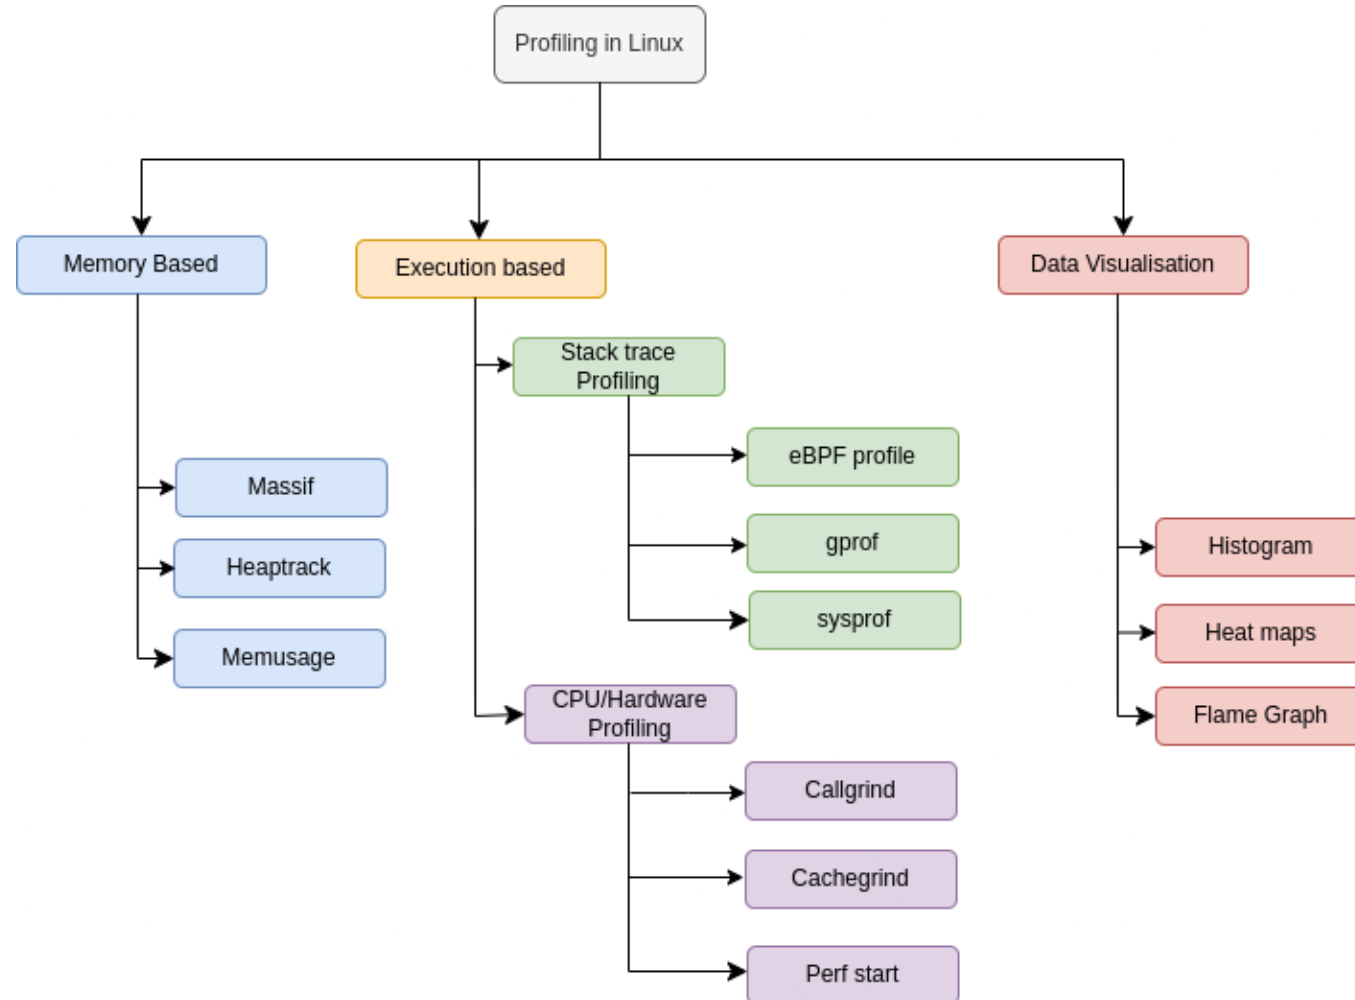 Profiling in Linux
Memory Based
Execution based
Data Visualisation
Stack trace
Profiling
eBPF profile
Massif
gprof
Histogram
Heaptrack
sysprof
Heat maps
Memusage
CPU/Hardware
Profiling
Flame Graph
Callgrind
Cachegrind
Perf start